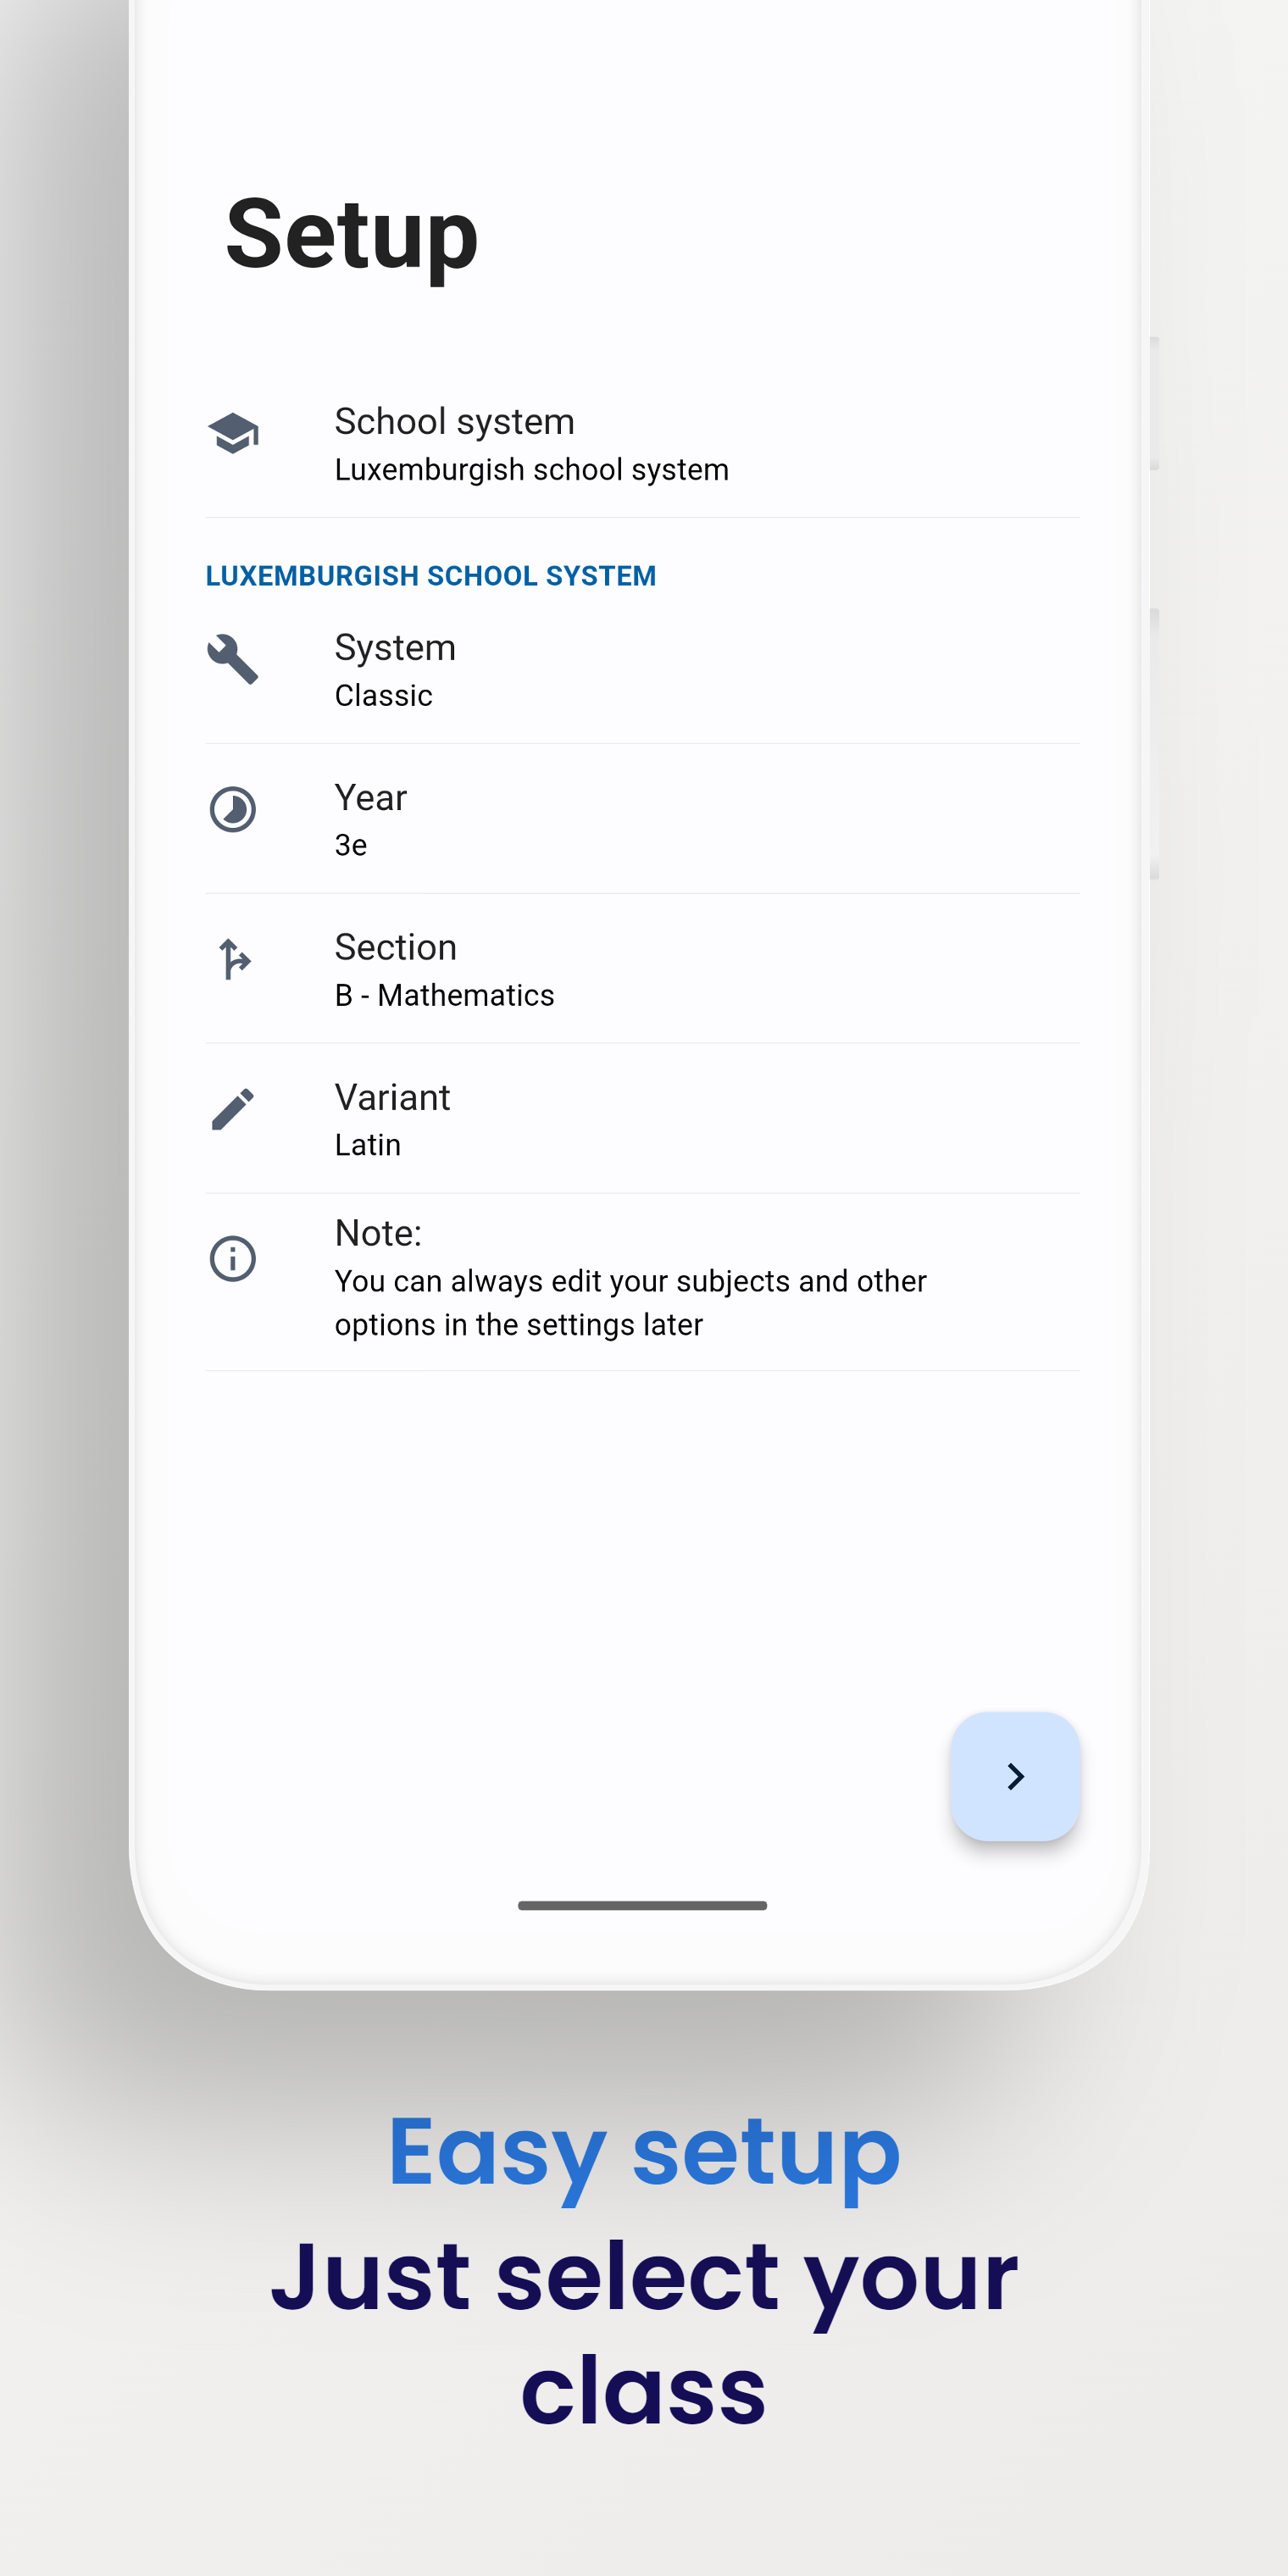 Setup
School system
Luxemburgish school system
LUXEMBURGISH SCHOOL SYSTEM
System
Classic
Year
3e
Section
B - Mathematics
Variant
Latin
Note:
You can always edit your subjects and other
options in the settings later
Easy setup
Just select your
class